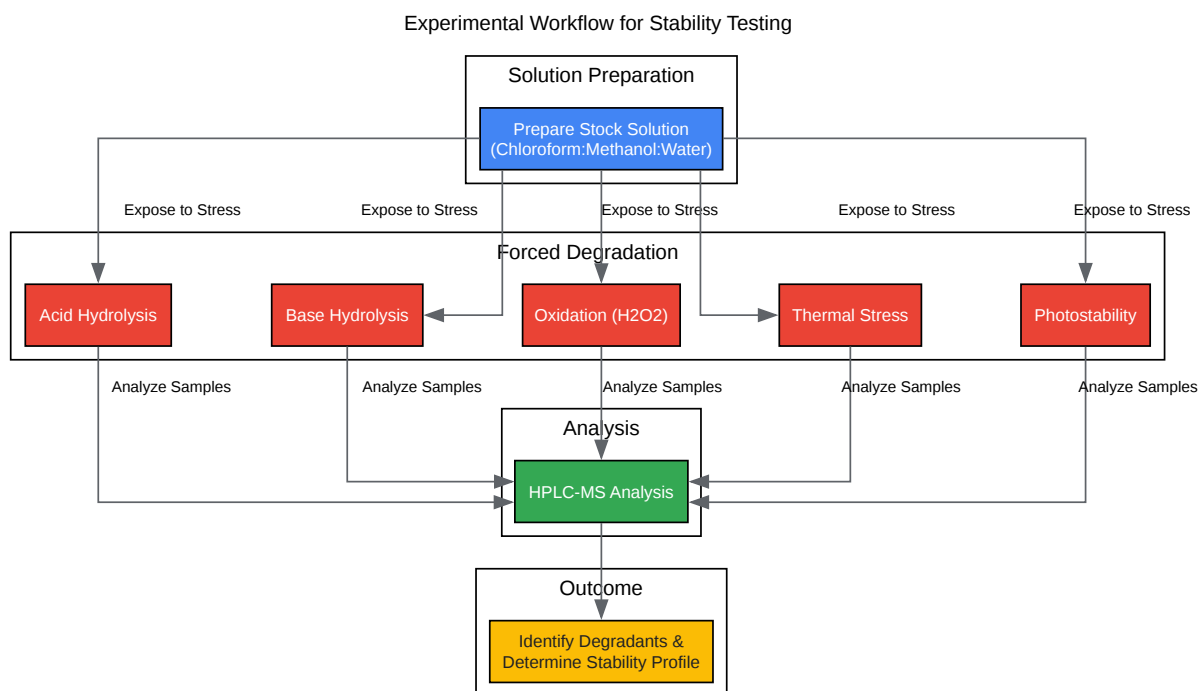 Experimental Workflow for Stability Testing
Solution Preparation
Prepare Stock Solution
(Chloroform:Methanol:Water)
Expose to Stress
Expose to Stress
Expose to Stress
Expose to Stress
Expose to Stress
Forced Degradation
Acid Hydrolysis
Base Hydrolysis
Oxidation (H2O2)
Thermal Stress
Photostability
Analyze Samples
Analyze Samples
Analyze Samples
Analyze Samples
Analyze Samples
Analysis
HPLC-MS Analysis
Outcome
Identify Degradants &
Determine Stability Profile